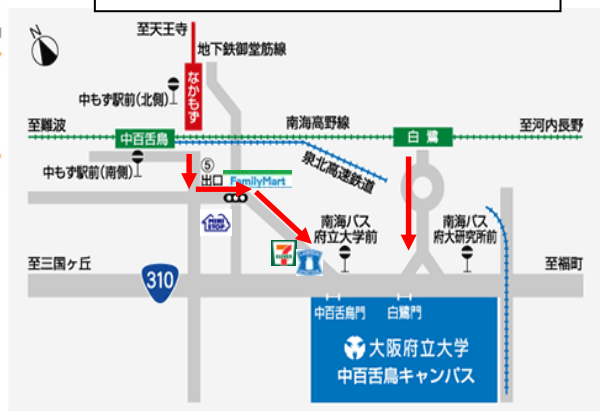 N
至天王寺
地下鉄御堂筋線
なかもず
中もず駅前(北側)
至難波
中百舌鳥
南海高野線
白鷺
至河内長野
中もず駅前(南側)
⑤
出口
FamilyMart
泉北高速鉄道
MINI
STOP
南海バス
府立大学前
南海バス
府大研究所前
7
ELEVEN
至三国ヶ丘
310
至福町
中百舌鳥門
白鷺門
大阪府立大学
中百舌鳥キャンパス